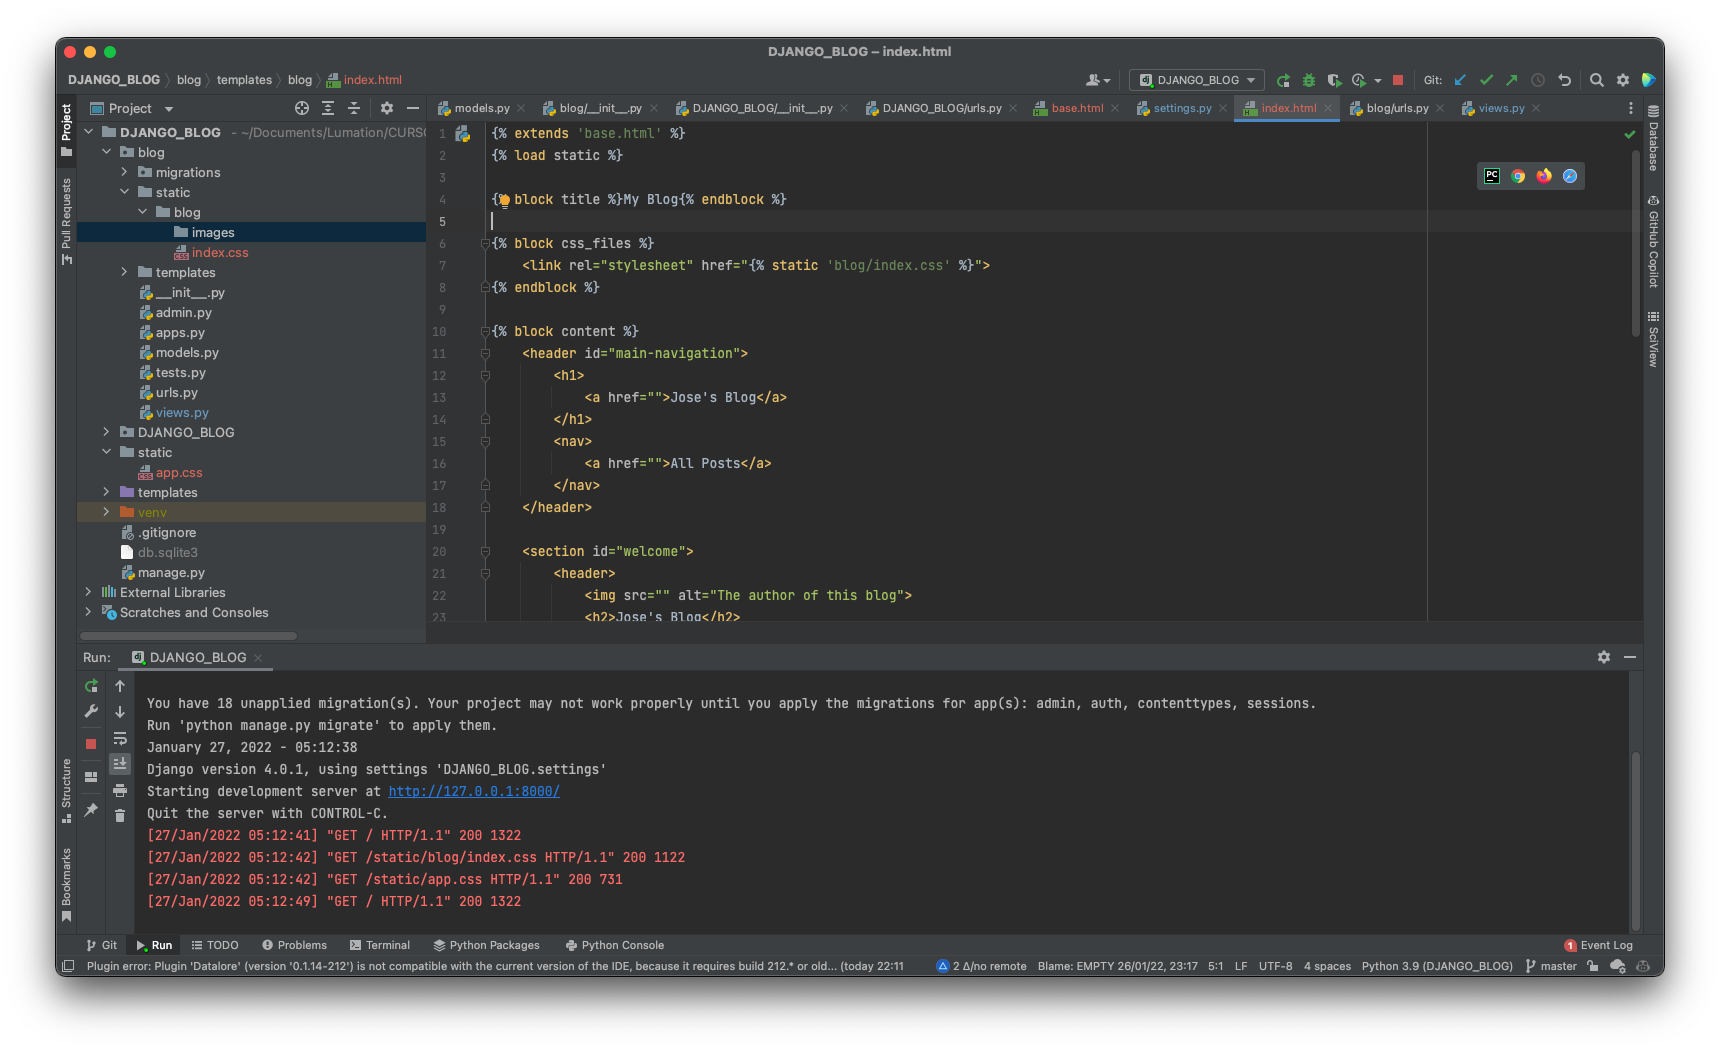 DJANGO_BLOG – index.html
DJANGO_BLOG blog templates blog index.html
DJANGO_BLOG
Git:
Project
models.py blog/__init__.py DJANGO_BLOG/__init__.py DJANGO_BLOG/urls.py base.html settings.py index.html blog/urls.py views.py
Project
Pull Requests
Structure
Bookmarks
DJANGO_BLOG - ~/Documents/Lumation/CURSO
blog
migrations
static
blog
images
index.css
templates
__init__.py
admin.py
apps.py
models.py
tests.py
urls.py
views.py
DJANGO_BLOG
static
app.css
templates
venv
.gitignore
db.sqlite3
manage.py
External Libraries
Scratches and Consoles
1 {% extends 'base.html' %}
2 {% load static %}
3
4 {% block title %}My Blog{% endblock %}
5
6 {% block css_files %}
7 <link rel="stylesheet" href="{% static 'blog/index.css' %}">
8 {% endblock %}
9
10 {% block content %}
11 <header id="main-navigation">
12 <h1>
13 <a href="">Jose's Blog</a>
14 </h1>
15 <nav>
16 <a href="">All Posts</a>
17 </nav>
18 </header>
19
20 <section id="welcome">
21 <header>
22 <img src="" alt="The author of this blog">
23 <h2>Jose's Blog</h2>
PC
Database
GitHub Copilot
SciView
Run: DJANGO_BLOG
You have 18 unapplied migration(s). Your project may not work properly until you apply the migrations for app(s): admin, auth, contenttypes, sessions.
Run 'python manage.py migrate' to apply them.
January 27, 2022 - 05:12:38
Django version 4.0.1, using settings 'DJANGO_BLOG.settings'
Starting development server at http://127.0.0.1:8000/
Quit the server with CONTROL-C.
[27/Jan/2022 05:12:41] "GET / HTTP/1.1" 200 1322
[27/Jan/2022 05:12:42] "GET /static/blog/index.css HTTP/1.1" 200 1122
[27/Jan/2022 05:12:42] "GET /static/app.css HTTP/1.1" 200 731
[27/Jan/2022 05:12:49] "GET / HTTP/1.1" 200 1322
Git Run TODO Problems Terminal Python Packages Python Console 1 Event Log
Plugin error: Plugin 'Datalore' (version '0.1.14-212') is not compatible with the current version of the IDE, because it requires build 212.* or old... (today 22:11 2 Δ/no remote Blame: EMPTY 26/01/22, 23:17 5:1 LF UTF-8 4 spaces Python 3.9 (DJANGO_BLOG) master